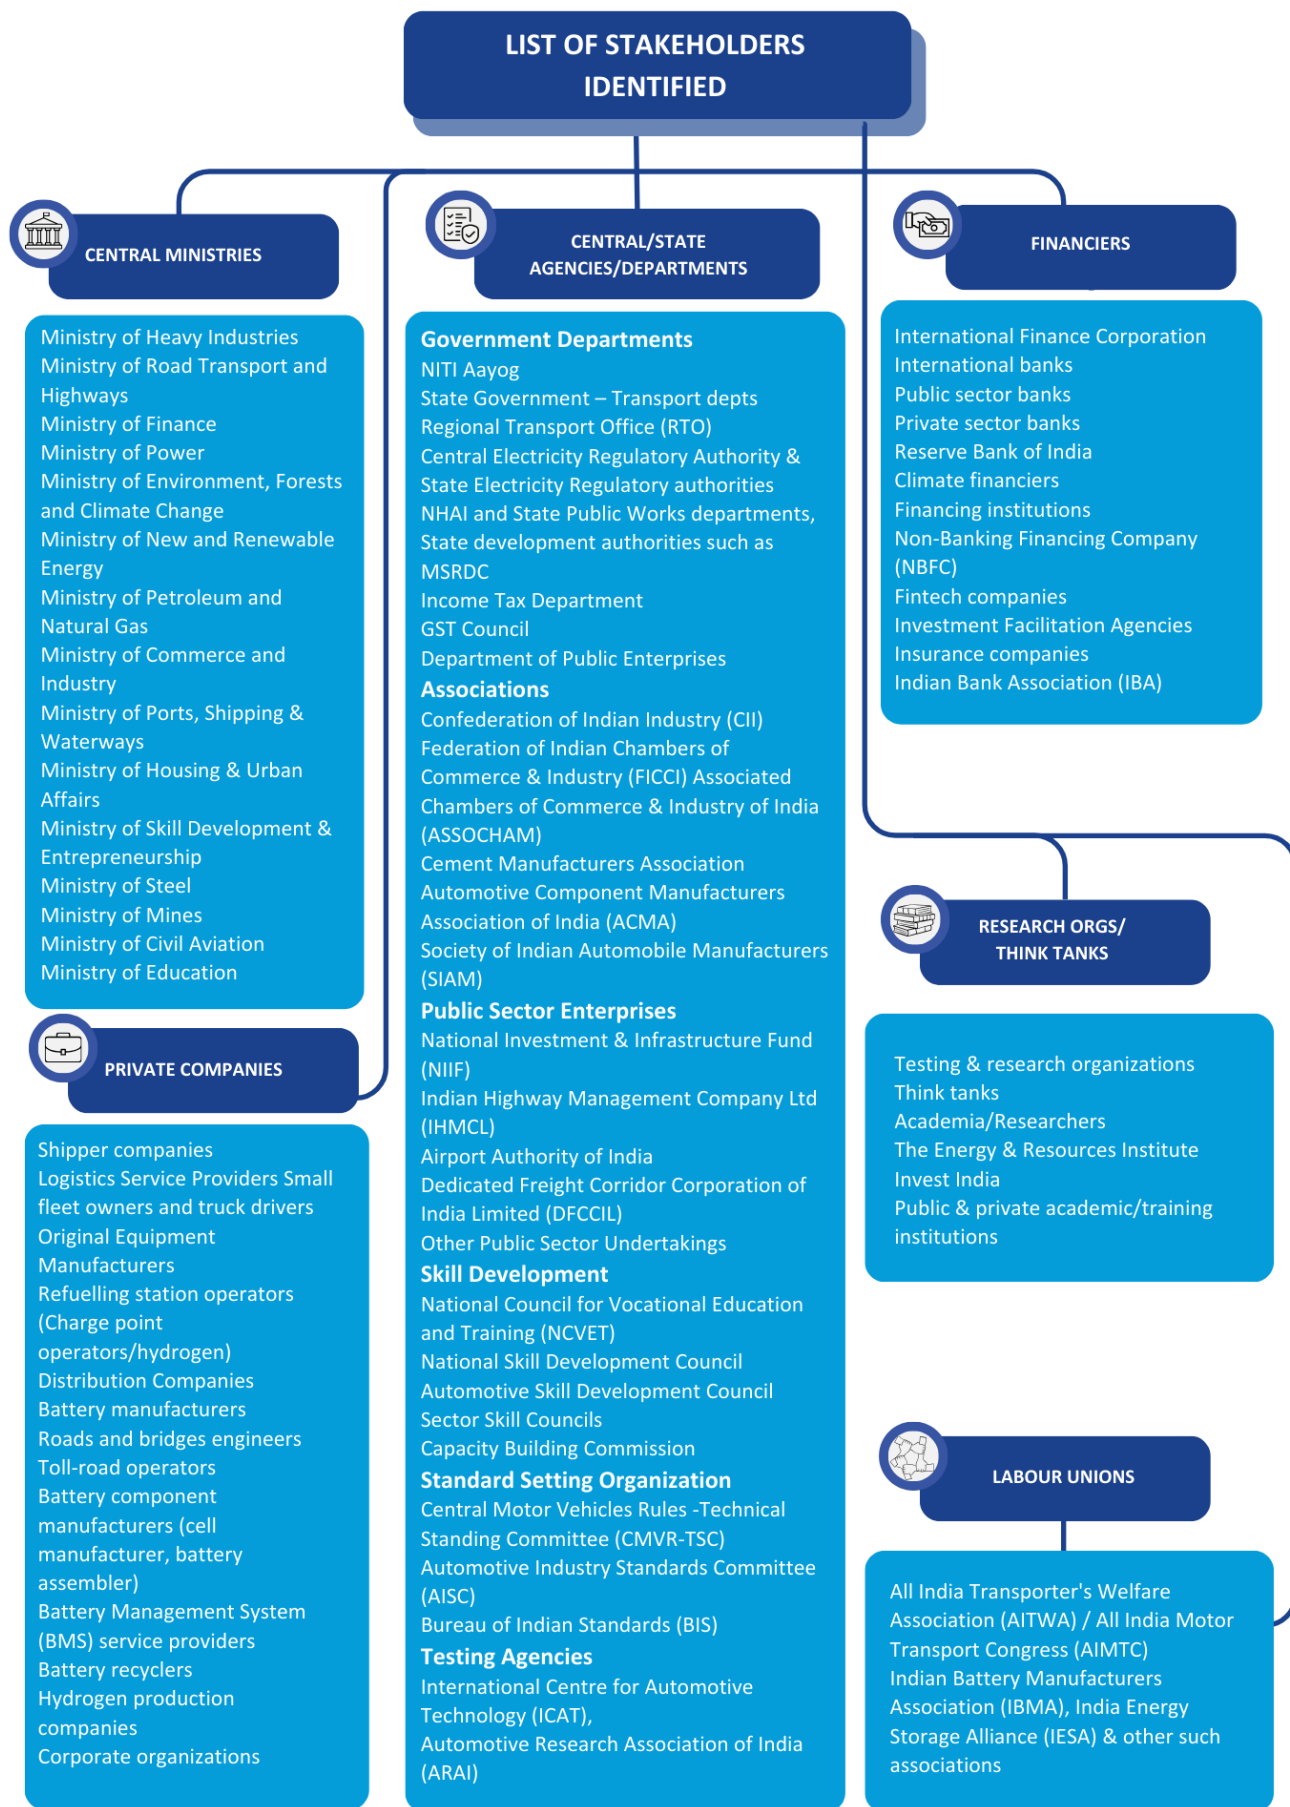 LIST OF STAKEHOLDERS
IDENTIFIED
CENTRAL MINISTRIES
Ministry of Heavy Industries
Ministry of Road Transport and
Highways
Ministry of Finance
Ministry of Power
Ministry of Environment, Forests
and Climate Change
Ministry of New and Renewable
Energy
Ministry of Petroleum and
Natural Gas
Ministry of Commerce and
Industry
Ministry of Ports, Shipping &
Waterways
Ministry of Housing & Urban
Affairs
Ministry of Skill Development &
Entrepreneurship
Ministry of Steel
Ministry of Mines
Ministry of Civil Aviation
Ministry of Education
PRIVATE COMPANIES
Shipper companies
Logistics Service Providers Small
fleet owners and truck drivers
Original Equipment
Manufacturers
Refuelling station operators
(Charge point
operators/hydrogen)
Distribution Companies
Battery manufacturers
Roads and bridges engineers
Toll-road operators
Battery component
manufacturers (cell
manufacturer, battery
assembler)
Battery Management System
(BMS) service providers
Battery recyclers
Hydrogen production
companies
Corporate organizations
CENTRAL/STATE
AGENCIES/DEPARTMENTS
Government Departments
NITI Aayog
State Government – Transport depts
Regional Transport Office (RTO)
Central Electricity Regulatory Authority &
State Electricity Regulatory authorities
NHAI and State Public Works departments,
State development authorities such as
MSRDC
Income Tax Department
GST Council
Department of Public Enterprises
Associations
Confederation of Indian Industry (CII)
Federation of Indian Chambers of
Commerce & Industry (FICCI) Associated
Chambers of Commerce & Industry of India
(ASSOCHAM)
Cement Manufacturers Association
Automotive Component Manufacturers
Association of India (ACMA)
Society of Indian Automobile Manufacturers
(SIAM)
Public Sector Enterprises
National Investment & Infrastructure Fund
(NIIF)
Indian Highway Management Company Ltd
(IHMCL)
Airport Authority of India
Dedicated Freight Corridor Corporation of
India Limited (DFCCIL)
Other Public Sector Undertakings
Skill Development
National Council for Vocational Education
and Training (NCVET)
National Skill Development Council
Automotive Skill Development Council
Sector Skill Councils
Capacity Building Commission
Standard Setting Organization
Central Motor Vehicles Rules -Technical
Standing Committee (CMVR-TSC)
Automotive Industry Standards Committee
(AISC)
Bureau of Indian Standards (BIS)
Testing Agencies
International Centre for Automotive
Technology (ICAT),
Automotive Research Association of India
(ARAI)
FINANCIERS
International Finance Corporation
International banks
Public sector banks
Private sector banks
Reserve Bank of India
Climate financiers
Financing institutions
Non-Banking Financing Company
(NBFC)
Fintech companies
Investment Facilitation Agencies
Insurance companies
Indian Bank Association (IBA)
RESEARCH ORGS/
THINK TANKS
Testing & research organizations
Think tanks
Academia/Researchers
The Energy & Resources Institute
Invest India
Public & private academic/training
institutions
LABOUR UNIONS
All India Transporter's Welfare
Association (AITWA) / All India Motor
Transport Congress (AIMTC)
Indian Battery Manufacturers
Association (IBMA), India Energy
Storage Alliance (IESA) & other such
associations